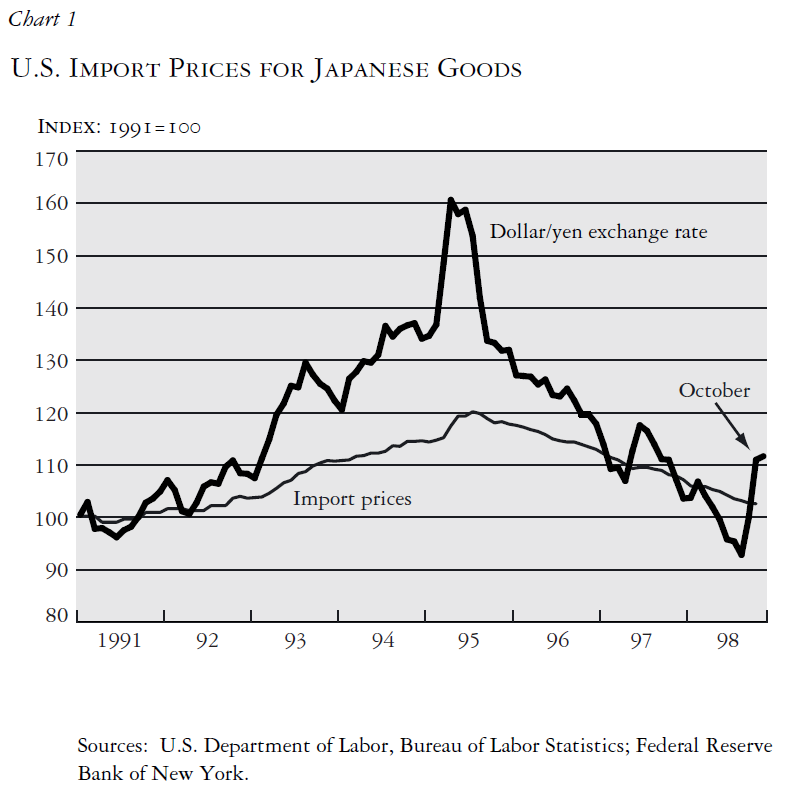 Chart 1
U.S. Import Prices for Japanese Goods
Index: 1991=100
170
160
150
140
130
120
110
100
90
80
Dollar/yen exchange rate
October
Import prices
1991 92 93 94 95 96 97 98
Sources: U.S. Department of Labor, Bureau of Labor Statistics; Federal Reserve
Bank of New York.